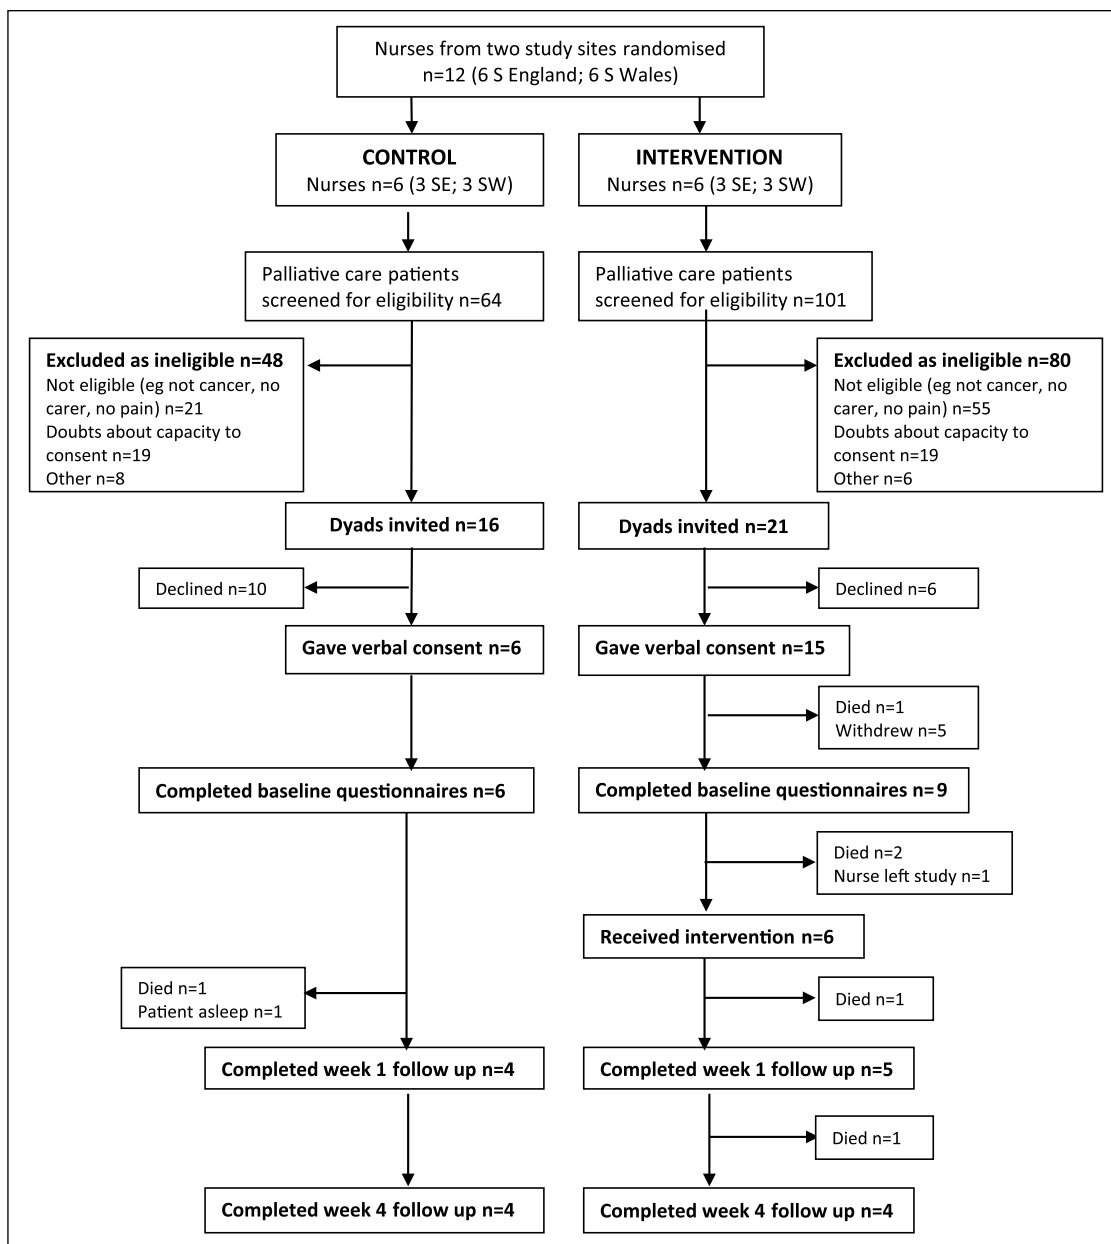 Nurses from two study sites randomised
n=12 (6 S England; 6 S Wales)
CONTROL
Nurses n=6 (3 SE; 3 SW)
INTERVENTION
Nurses n=6 (3 SE; 3 SW)
Palliative care patients
screened for eligibility n=64
Palliative care patients
screened for eligibility n=101
Excluded as ineligible n=48
Not eligible (eg not cancer, no
carer, no pain) n=21
Doubts about capacity to
consent n=19
Other n=8
Excluded as ineligible n=80
Not eligible (eg not cancer, no
carer, no pain) n=55
Doubts about capacity to
consent n=19
Other n=6
Dyads invited n=16
Dyads invited n=21
Declined n=10
Declined n=6
Gave verbal consent n=6
Gave verbal consent n=15
Died n=1
Withdrew n=5
Completed baseline questionnaires n=6
Completed baseline questionnaires n=9
Died n=2
Nurse left study n=1
Received intervention n=6
Died n=1
Patient asleep n=1
Died n=1
Completed week 1 follow up n=4
Completed week 1 follow up n=5
Died n=1
Completed week 4 follow up n=4
Completed week 4 follow up n=4